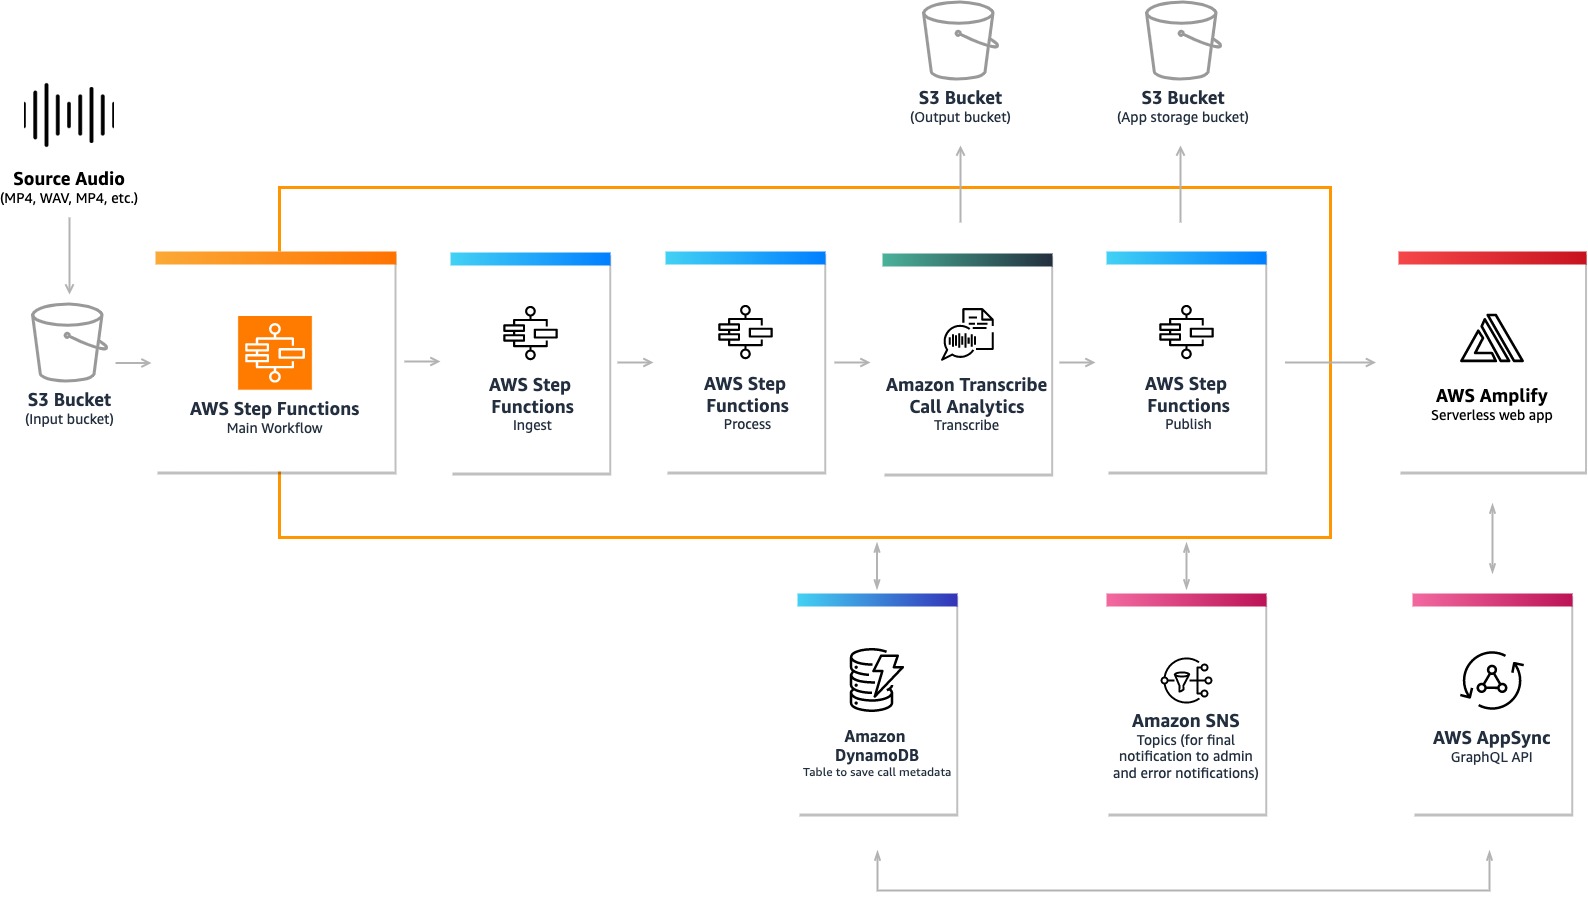 S3 Bucket
(Output bucket)
S3 Bucket
(App storage bucket)
Source Audio
(MP4, WAV, MP4, etc.)
S3 Bucket
(Input bucket)
AWS Step Functions
Main Workflow
AWS Step
Functions
Ingest
AWS Step
Functions
Process
Amazon Transcribe
Call Analytics
Transcribe
AWS Step
Functions
Publish
AWS Amplify
Serverless web app
Amazon
DynamoDB
Table to save call metadata
Amazon SNS
Topics (for final
notification to admin
and error notifications)
AWS AppSync
GraphQL API